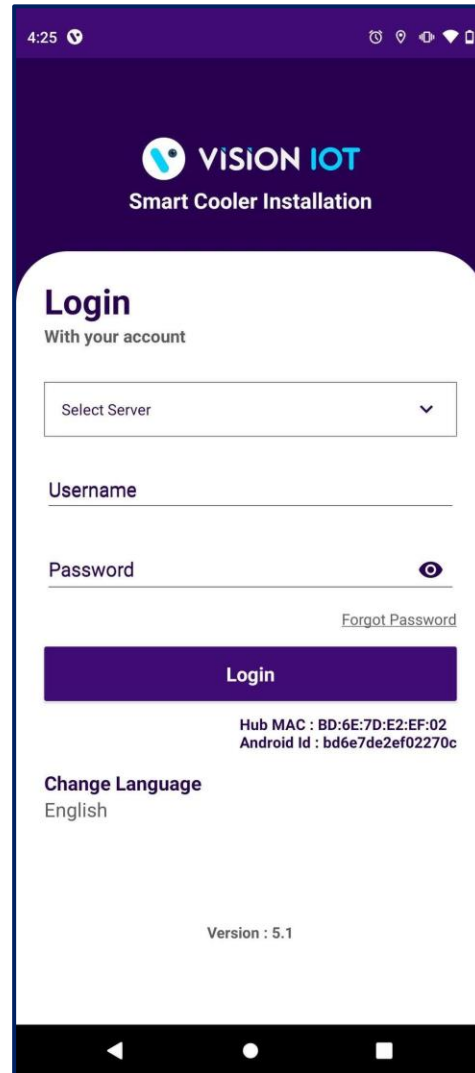 4:25
VISION IOT
Smart Cooler Installation
Login
With your account
Select Server
Username
Password
Forgot Password
Login
Hub MAC : BD:6E:7D:E2:EF:02
Android Id : bd6e7de2ef02270c
Change Language
English
Version : 5.1